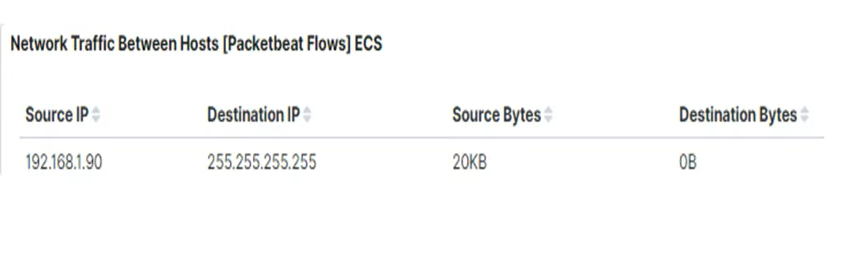 Network Traffic Between Hosts [Packetbeat Flows] ECS
Source IP Destination IP Source Bytes Destination Bytes
192.168.1.90 255.255.255.255 20KB 0B